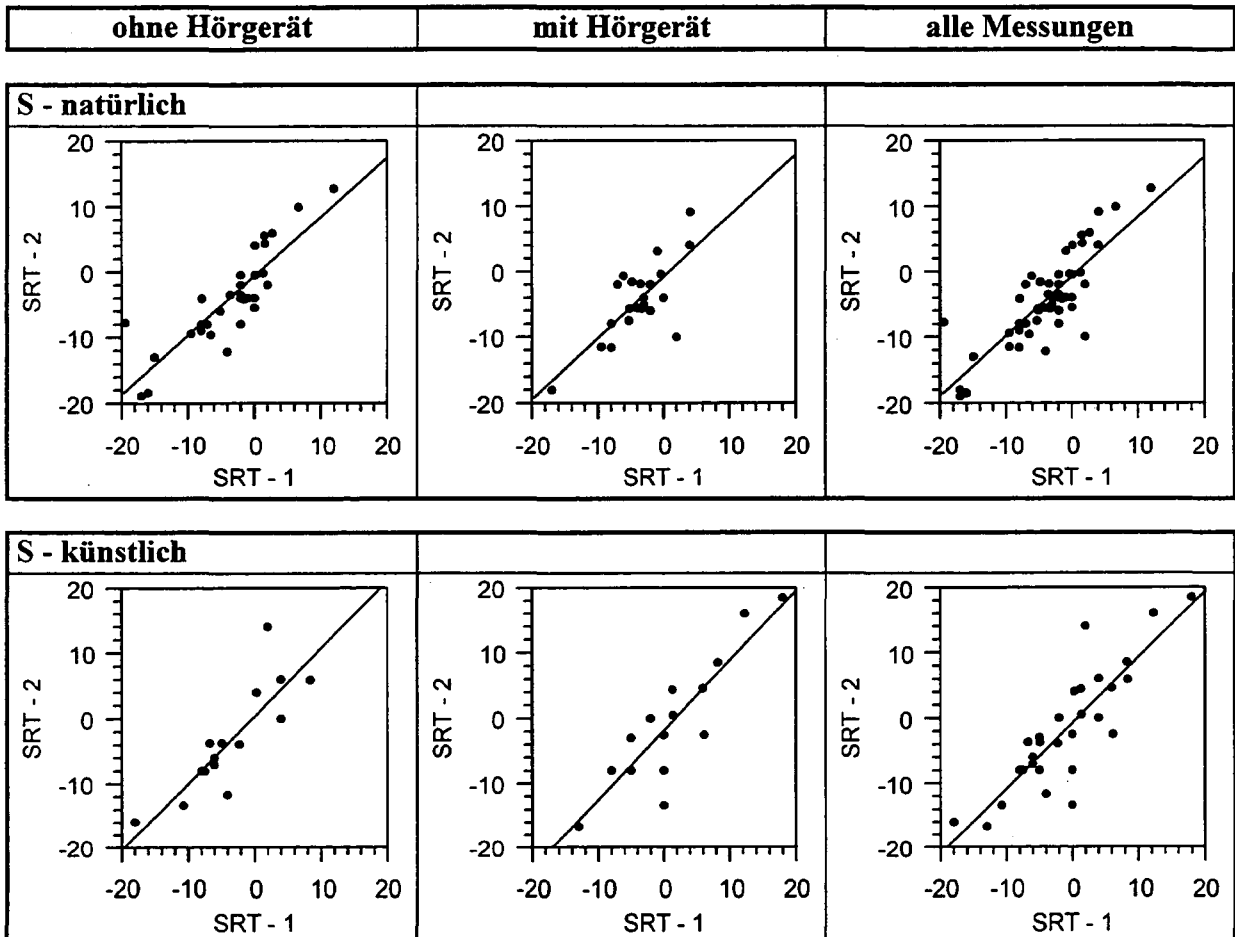 ohne Hörgerät mit Hörgerät alle Messungen
S - natürlich
20 20 20
10 10 10
0 0 0
-10 -10 -10
-20 -20 -20
SRT - 2 SRT - 2 SRT - 2
-20 -10 0 10 20 -20 -10 0 10 20 -20 -10 0 10 20
SRT - 1 SRT - 1 SRT - 1
S - künstlich
20 20 20
10 10 10
0 0 0
-10 -10 -10
-20 -20 -20
SRT - 2 SRT - 2 SRT - 2
-20 -10 0 10 20 -20 -10 0 10 20 -20 -10 0 10 20
SRT - 1 SRT - 1 SRT - 1